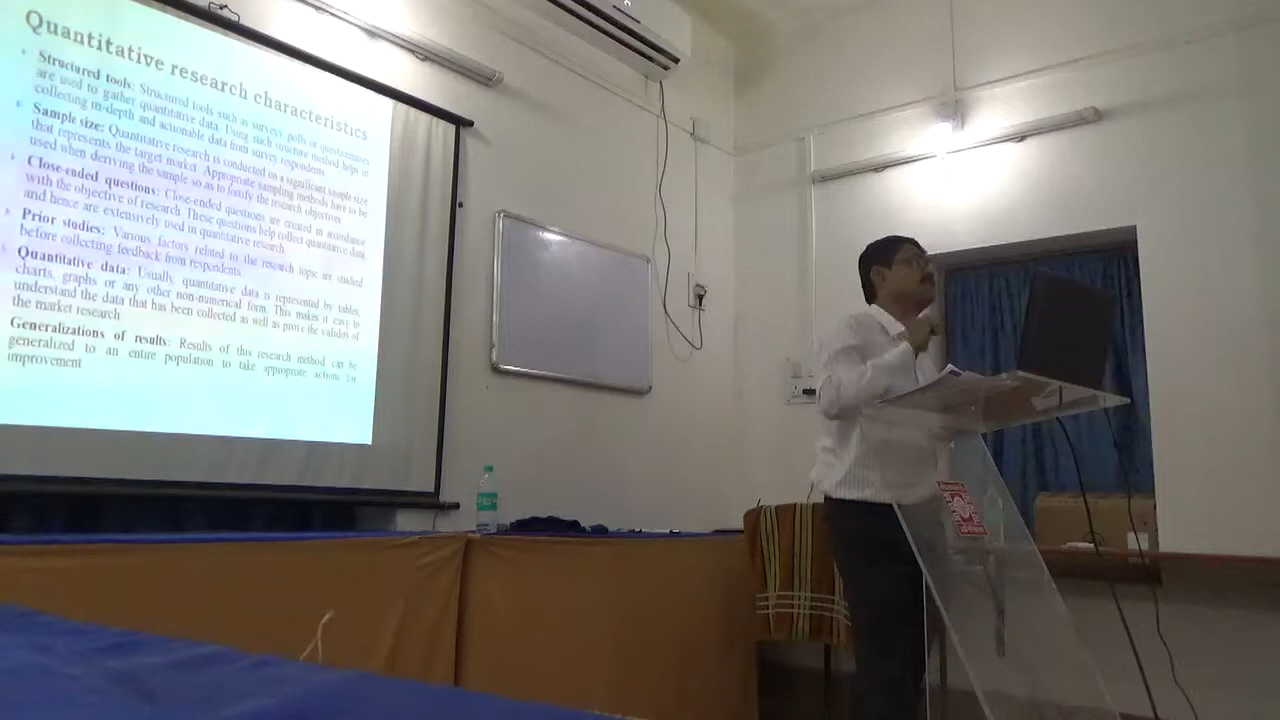 Quantitative research characteristics
Structured tools: Structured tools such as surveys, polls or questionnaires
are used to gather quantitative data. Using such structure method helps in
collecting in-depth and actionable data from survey respondents.
Sample size: Quantitative research is conducted on a significant sample size
that represents the target market. Appropriate sampling methods have to be
used when deriving the sample so as to fortify the research objectives
Close-ended questions: Close-ended questions are created in accordance
with the objective of research. These questions help collect quantitative data
and hence are extensively used in quantitative research.
Prior studies: Various factors related to the research topic are studied
before collecting feedback from respondents.
Quantitative data: Usually, quantitative data is represented by tables,
charts, graphs or any other non-numerical form. This makes it easy to
understand the data that has been collected as well as prove the validity of
the market research.
Generalizations of results: Results of this research method can be
generalized to an entire population to take appropriate actions for
improvement